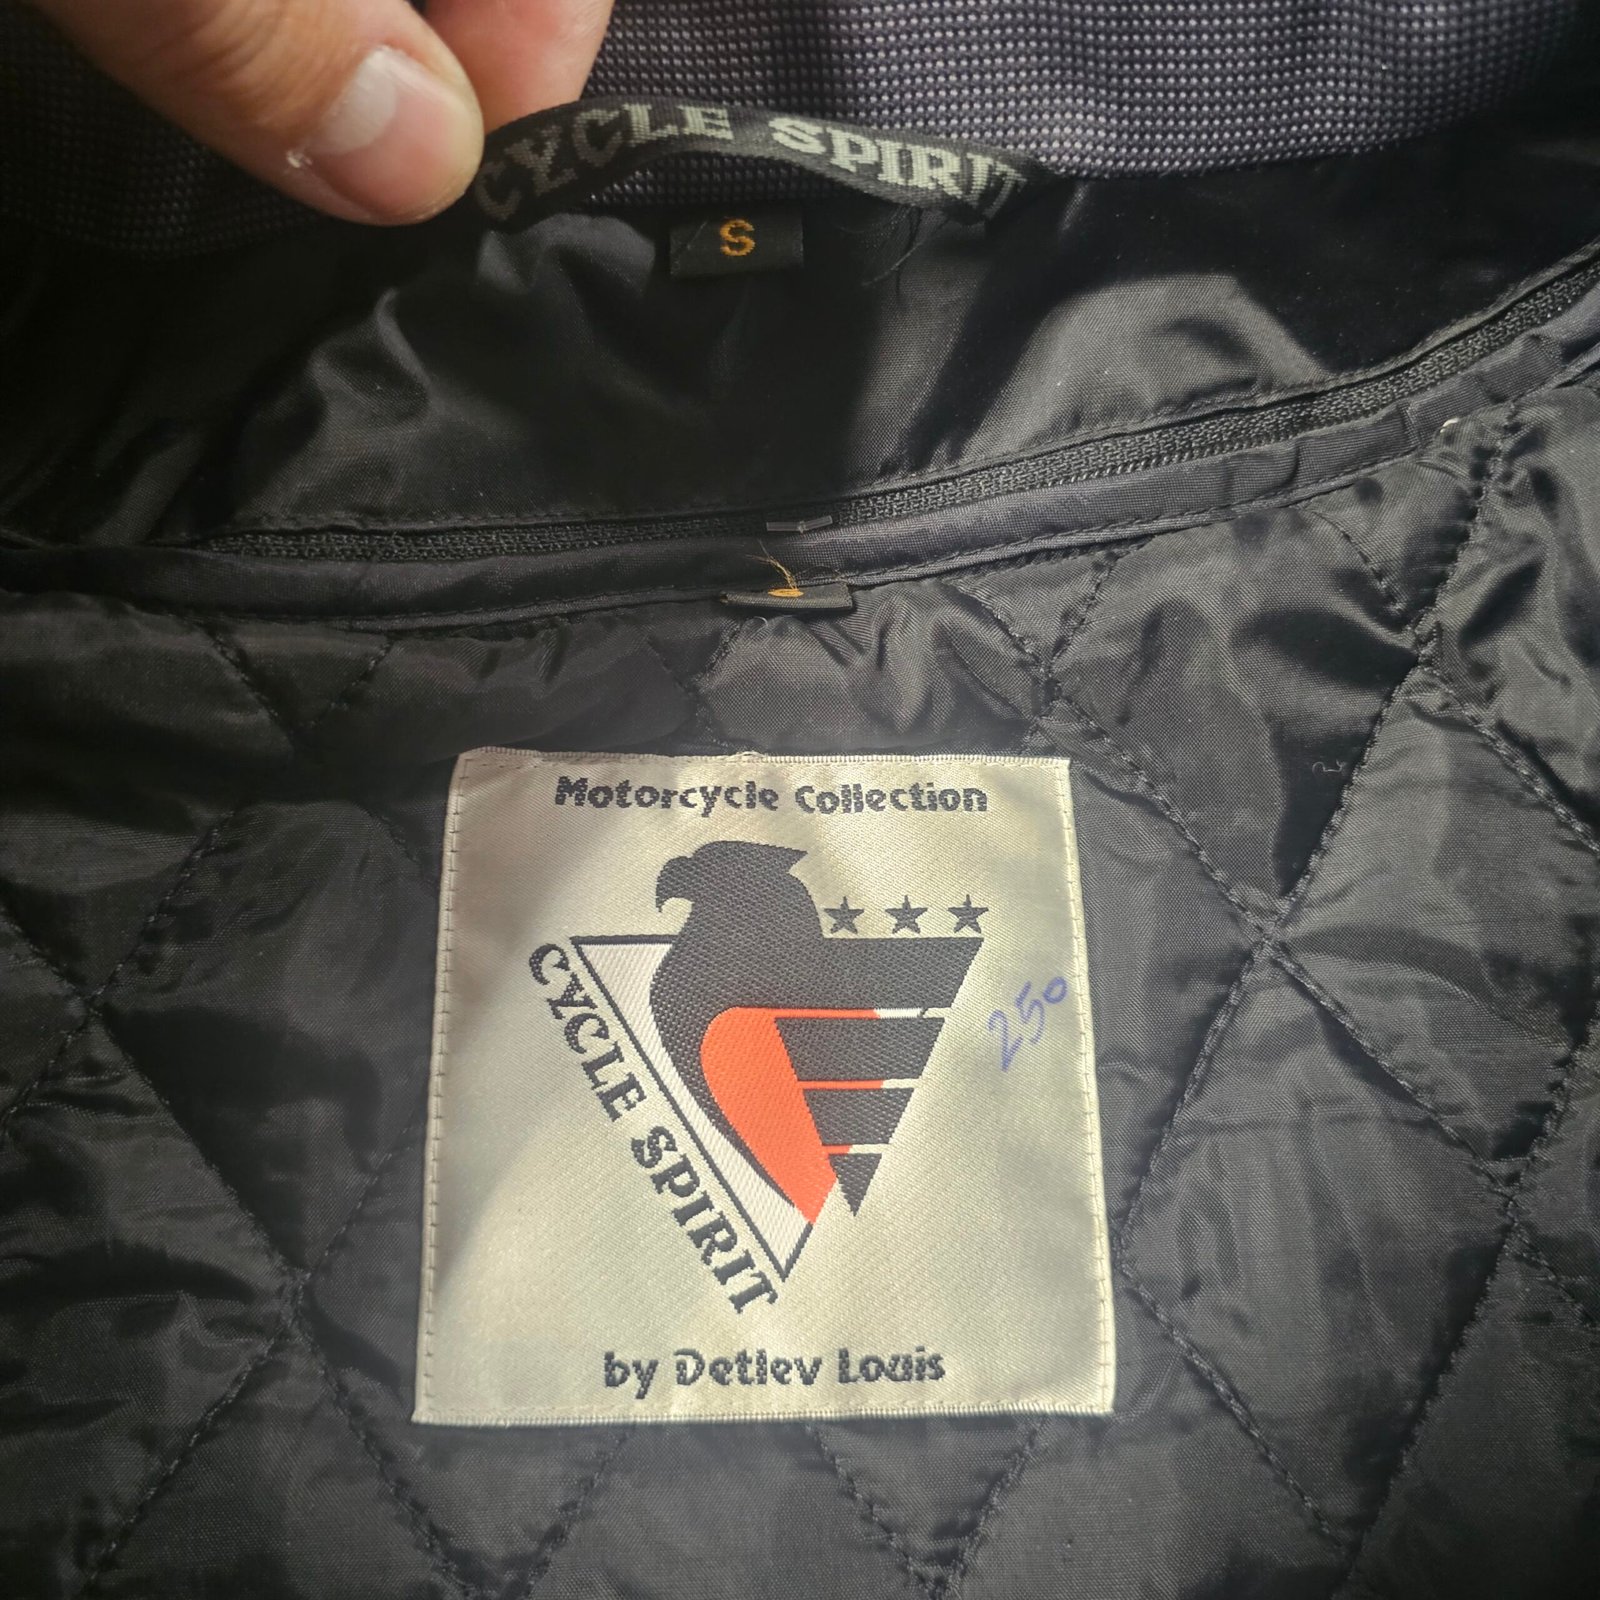 CYCLE SPIRIT
S
Motorcycle Collection
CYCLE SPIRIT
250
by Detlev Louis